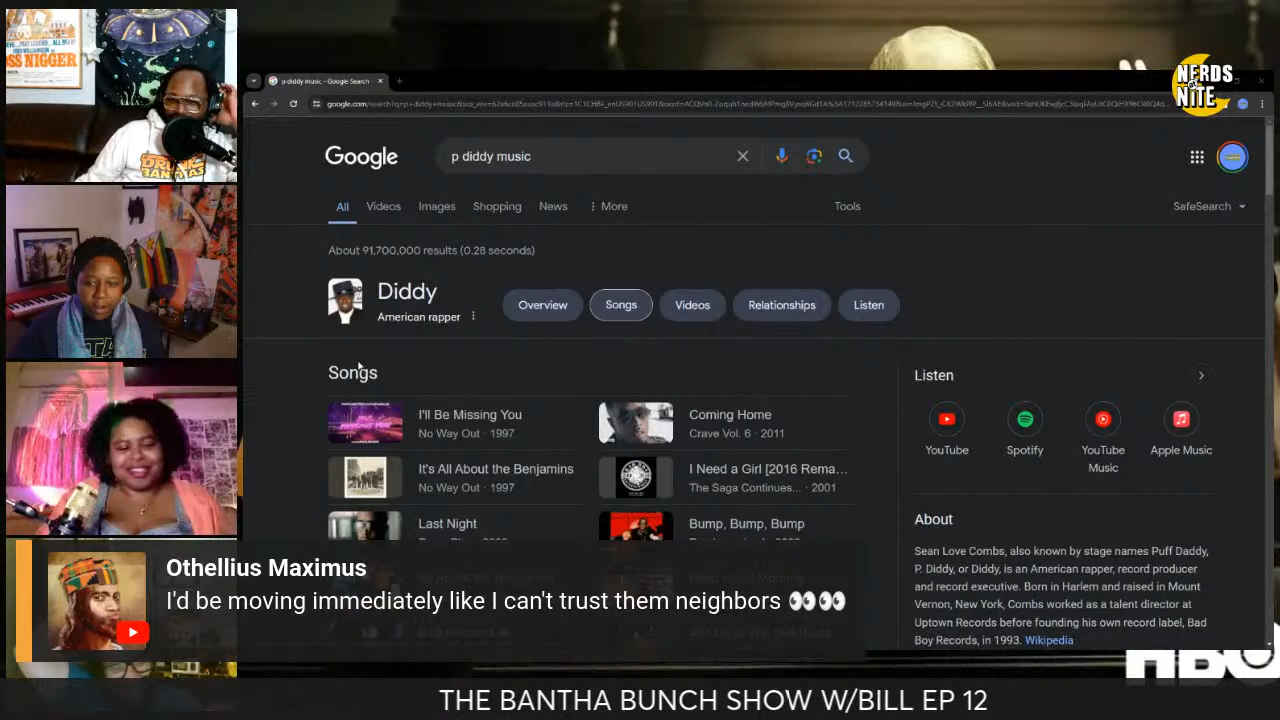 p diddy music - Google Search
NERDS
@
NITE
Google
p diddy music
All
Videos
Images
Shopping
News
More
Tools
SafeSearch
About 91,700,000 results (0.28 seconds)
Diddy
American rapper
Overview
Songs
Videos
Relationships
Listen
Songs
I'll Be Missing You
No Way Out · 1997
Coming Home
Crave Vol. 6 · 2011
It's All About the Benjamins
No Way Out · 1997
I Need a Girl [2016 Rema...
The Saga Continues... · 2001
Last Night
Bump, Bump, Bump
Listen
YouTube
Spotify
YouTube
Music
Apple Music
About
Sean Love Combs, also known by stage names Puff Daddy,
P. Diddy, or Diddy, is an American rapper, record producer
and record executive. Born in Harlem and raised in Mount
Vernon, New York, Combs worked as a talent director at
Uptown Records before founding his own record label, Bad
Boy Records, in 1993. Wikipedia
DRUNK
BANTHAS
Othellius Maximus
I'd be moving immediately like I can't trust them neighbors 👀👀
HBO
THE BANTHA BUNCH SHOW W/BILL EP 12